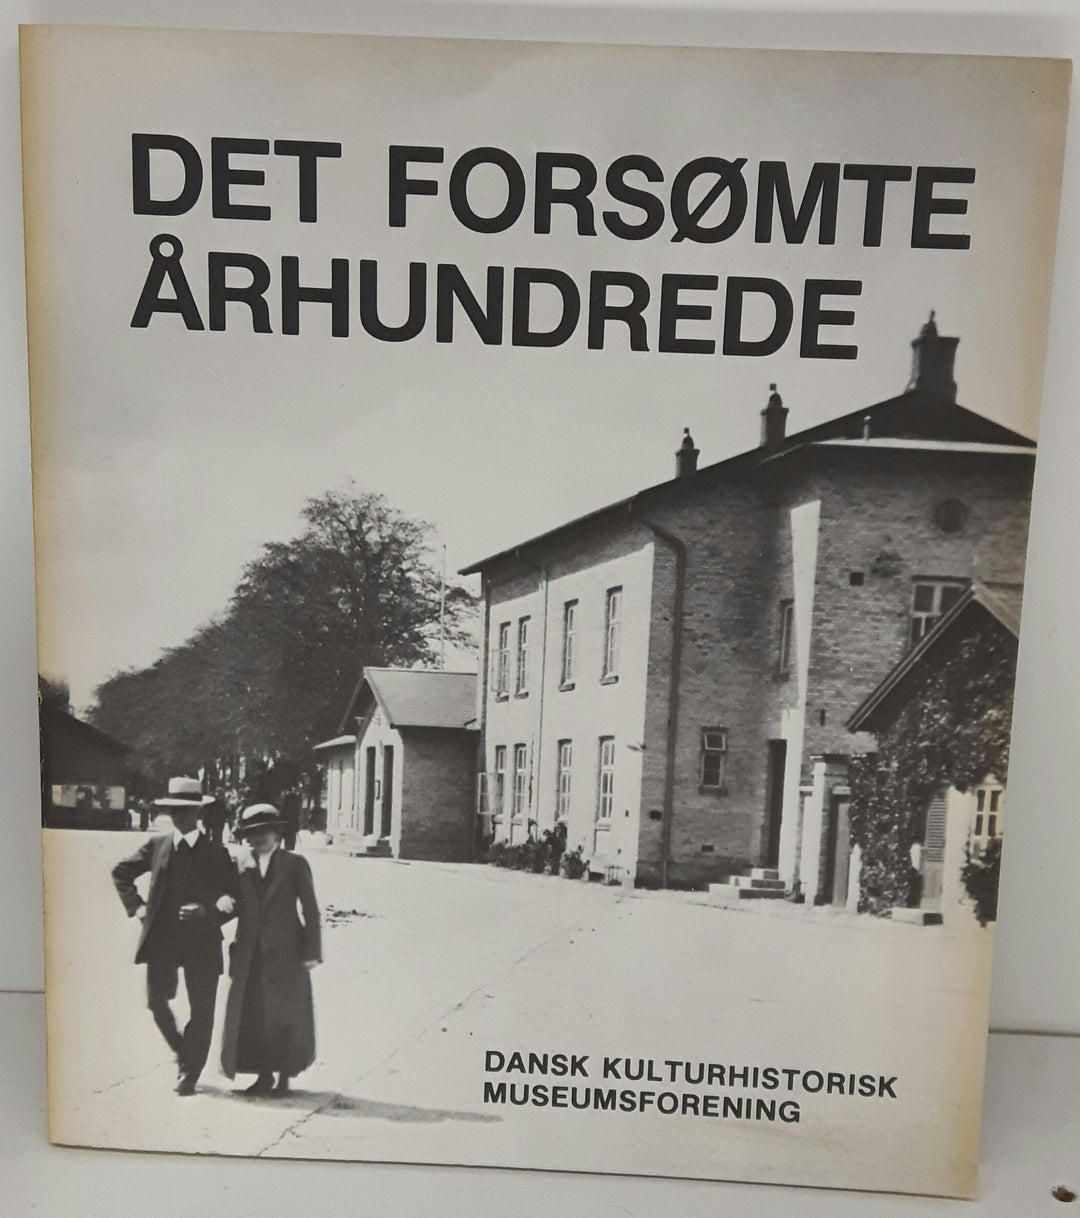 DET FORSØMTE
ÅRHUNDREDE
DANSK KULTURHISTORISK
MUSEUMSFORENING